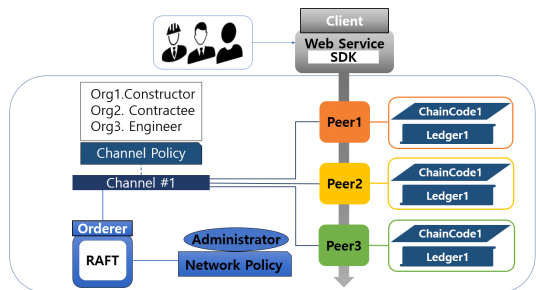 Client
Web Service
SDK
Org1.Constructor
Org2. Contractee
Org3. Engineer
Channel Policy
Channel #1
Orderer
RAFT
Administrator
Network Policy
Peer1
ChainCode1
Ledger1
Peer2
ChainCode1
Ledger1
Peer3
ChainCode1
Ledger1